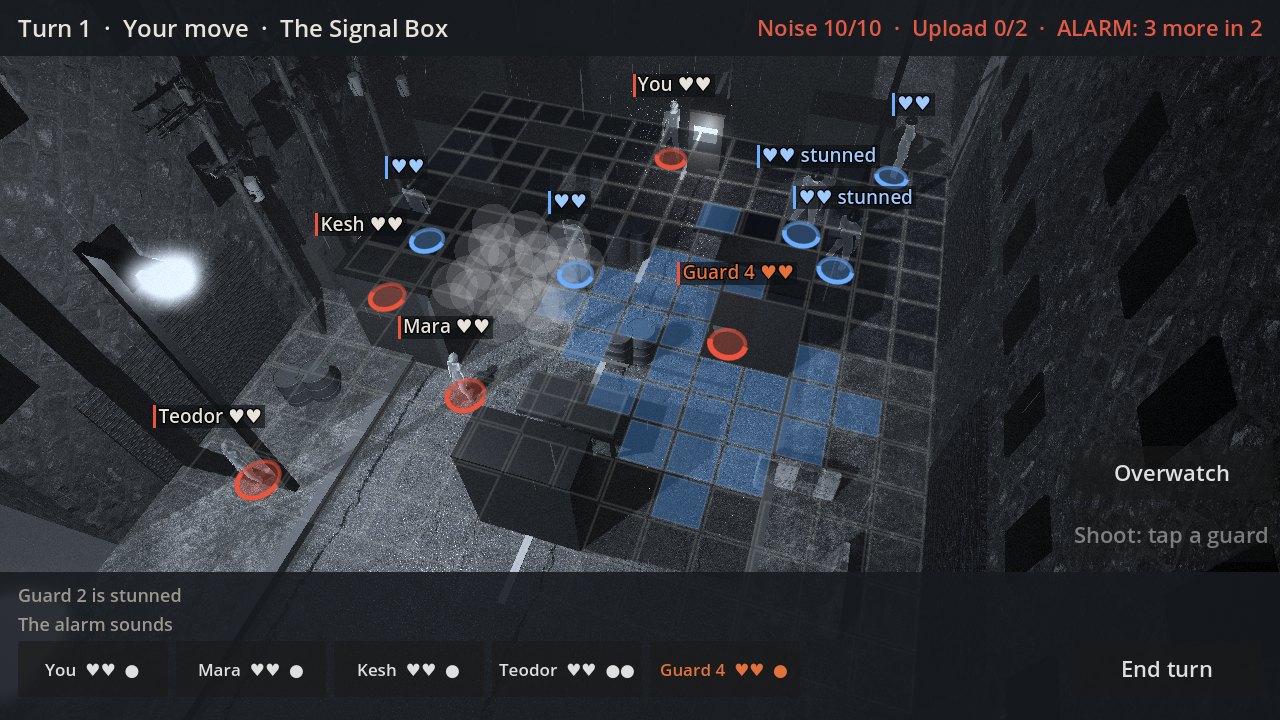 Turn 1 · Your move · The Signal Box
Noise 10/10 · Upload 0/2 · ALARM: 3 more in 2
You ♥♥
♥♥
♥♥ stunned
♥♥
♥♥ stunned
♥♥
Kesh ♥♥
Guard 4 ♥♥
Mara ♥♥
Teodor ♥♥
Overwatch
Shoot: tap a guard
Guard 2 is stunned
The alarm sounds
You ♥♥ ●
Mara ♥♥ ●
Kesh ♥♥ ●
Teodor ♥♥ ●●
Guard 4 ♥♥ ●
End turn